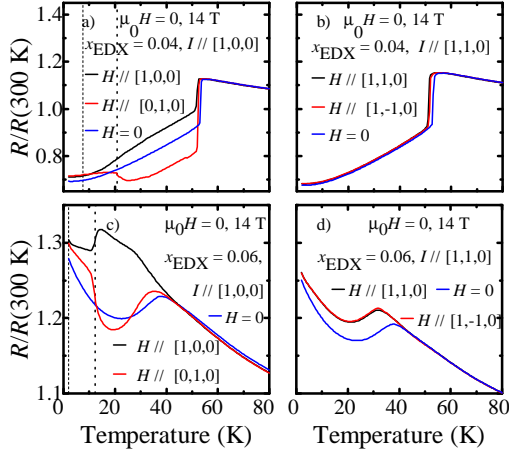 a) μ0H = 0, 14 T
xEDX = 0.04, I // [1,0,0]
H // [1,0,0]
H // [0,1,0]
H = 0
b) μ0H = 0, 14 T
xEDX = 0.04, I // [1,1,0]
H // [1,1,0]
H // [1,-1,0]
H = 0
R/R(300 K)
1.4
1.2
1.0
0.8
c) μ0H = 0, 14 T
xEDX = 0.06,
I // [1,0,0]
H = 0
H // [1,0,0]
H // [0,1,0]
d) μ0H = 0, 14 T
xEDX = 0.06, I // [1,1,0]
H // [1,1,0] H = 0
H // [1,-1,0]
R/R(300 K)
1.3
1.2
1.1
0 20 40 60 80
0 20 40 60 80
Temperature (K)
Temperature (K)